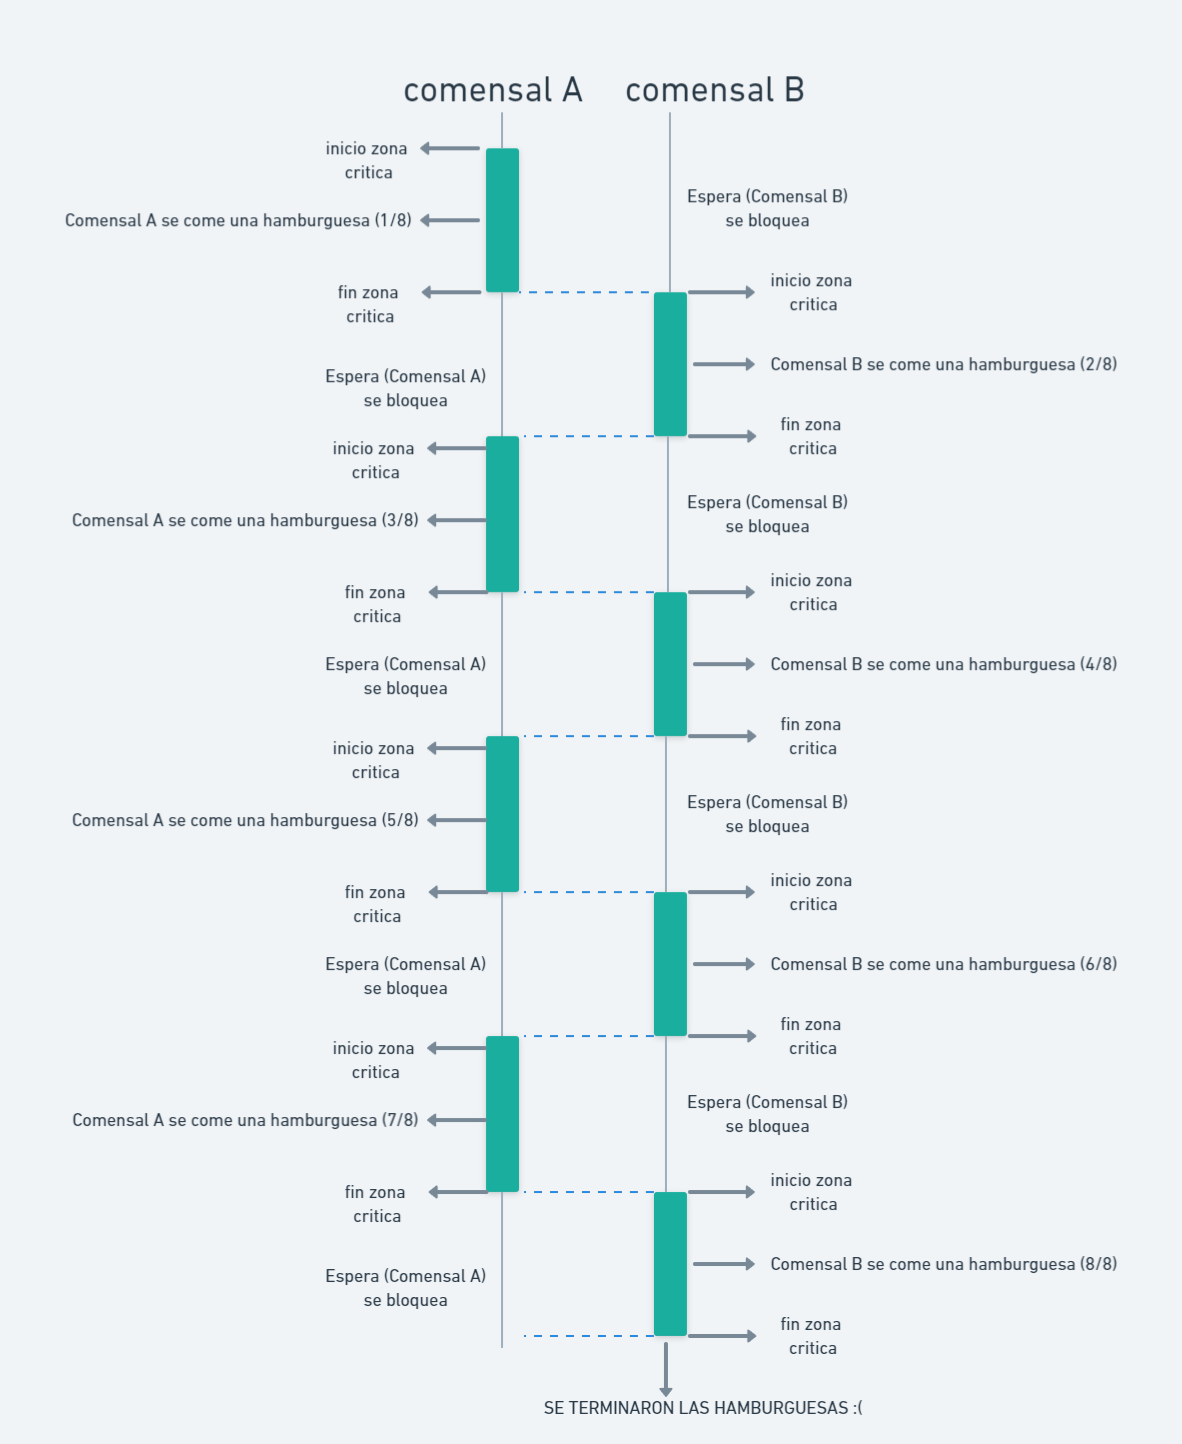 comensal A
comensal B
inicio zona
critica
Espera (Comensal B)
se bloquea
Comensal A se come una hamburguesa (1/8)
fin zona
critica
inicio zona
critica
Espera (Comensal A)
se bloquea
Comensal B se come una hamburguesa (2/8)
fin zona
critica
inicio zona
critica
Espera (Comensal B)
se bloquea
Comensal A se come una hamburguesa (3/8)
fin zona
critica
inicio zona
critica
Espera (Comensal A)
se bloquea
Comensal B se come una hamburguesa (4/8)
fin zona
critica
inicio zona
critica
Espera (Comensal B)
se bloquea
Comensal A se come una hamburguesa (5/8)
fin zona
critica
inicio zona
critica
Espera (Comensal A)
se bloquea
Comensal B se come una hamburguesa (6/8)
fin zona
critica
inicio zona
critica
Espera (Comensal B)
se bloquea
Comensal A se come una hamburguesa (7/8)
fin zona
critica
inicio zona
critica
Espera (Comensal A)
se bloquea
Comensal B se come una hamburguesa (8/8)
fin zona
critica
SE TERMINARON LAS HAMBURGUESAS :(